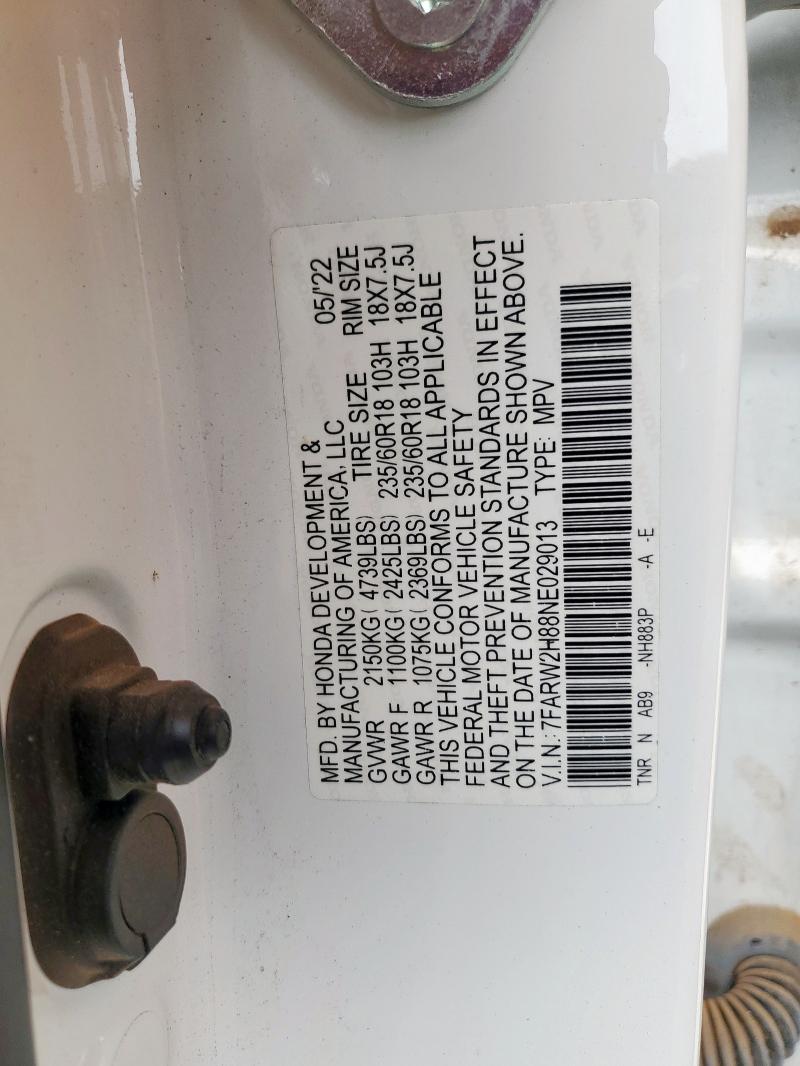 MFD. BY HONDA DEVELOPMENT & 05/'22
MANUFACTURING OF AMERICA, LLC
TIRE SIZE RIM SIZE
GVWR 2150KG( 4739LBS)
GAWR F 1100KG( 2425LBS) 235/60R18 103H 18X7.5J
GAWR R 1075KG( 2369LBS) 235/60R18 103H 18X7.5J
THIS VEHICLE CONFORMS TO ALL APPLICABLE
FEDERAL MOTOR VEHICLE SAFETY
AND THEFT PREVENTION STANDARDS IN EFFECT
ON THE DATE OF MANUFACTURE SHOWN ABOVE.
V.I.N.: 7FARW2H88NE029013 TYPE: MPV
TNR N AB9 -NH883P -A -E